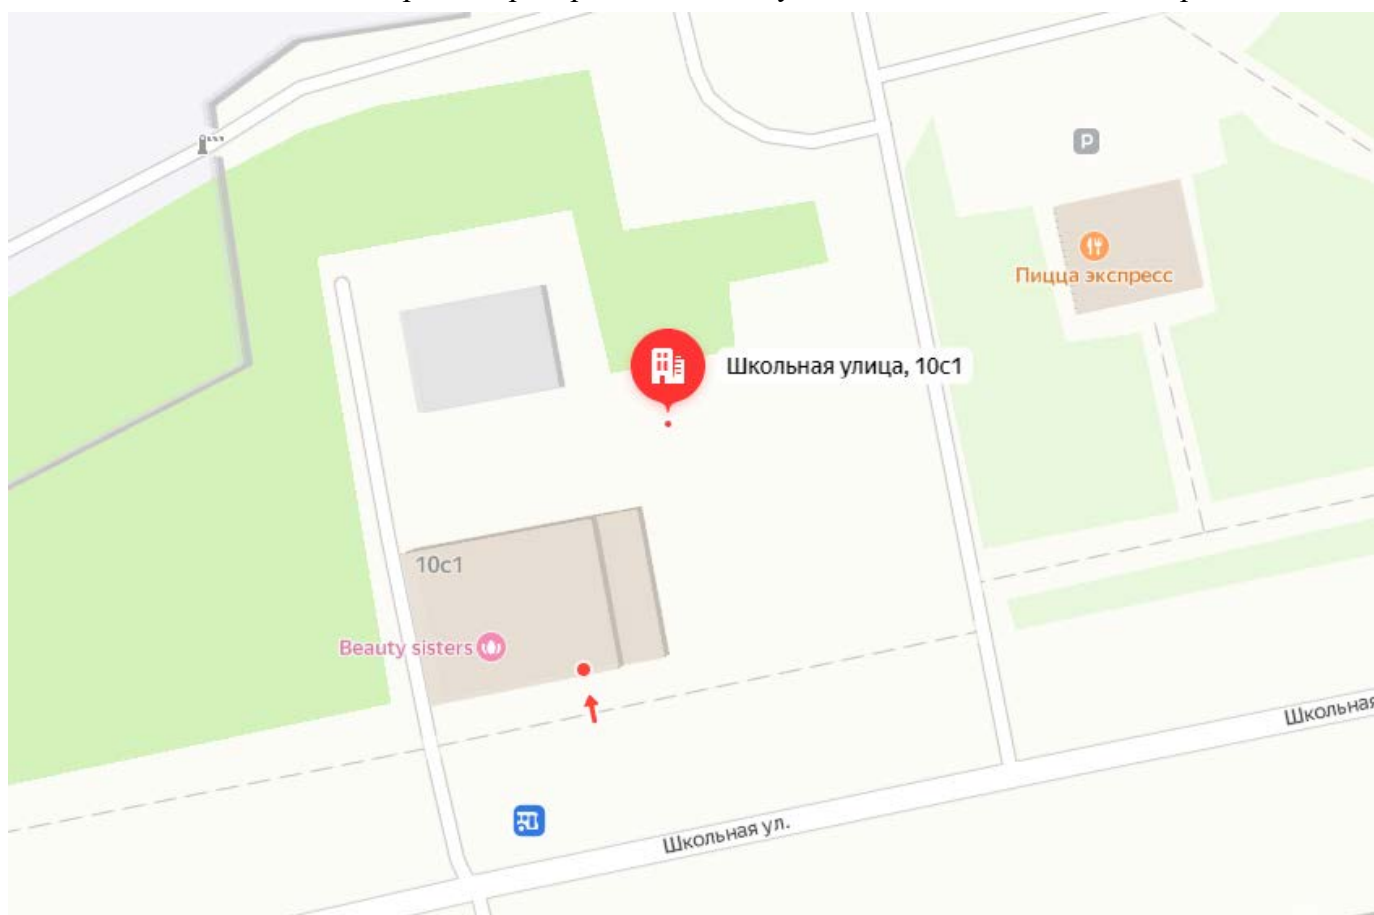 P
Пицца экспресс
Школьная улица, 10с1
10с1
Beauty sisters
Школьная
Школьная ул.